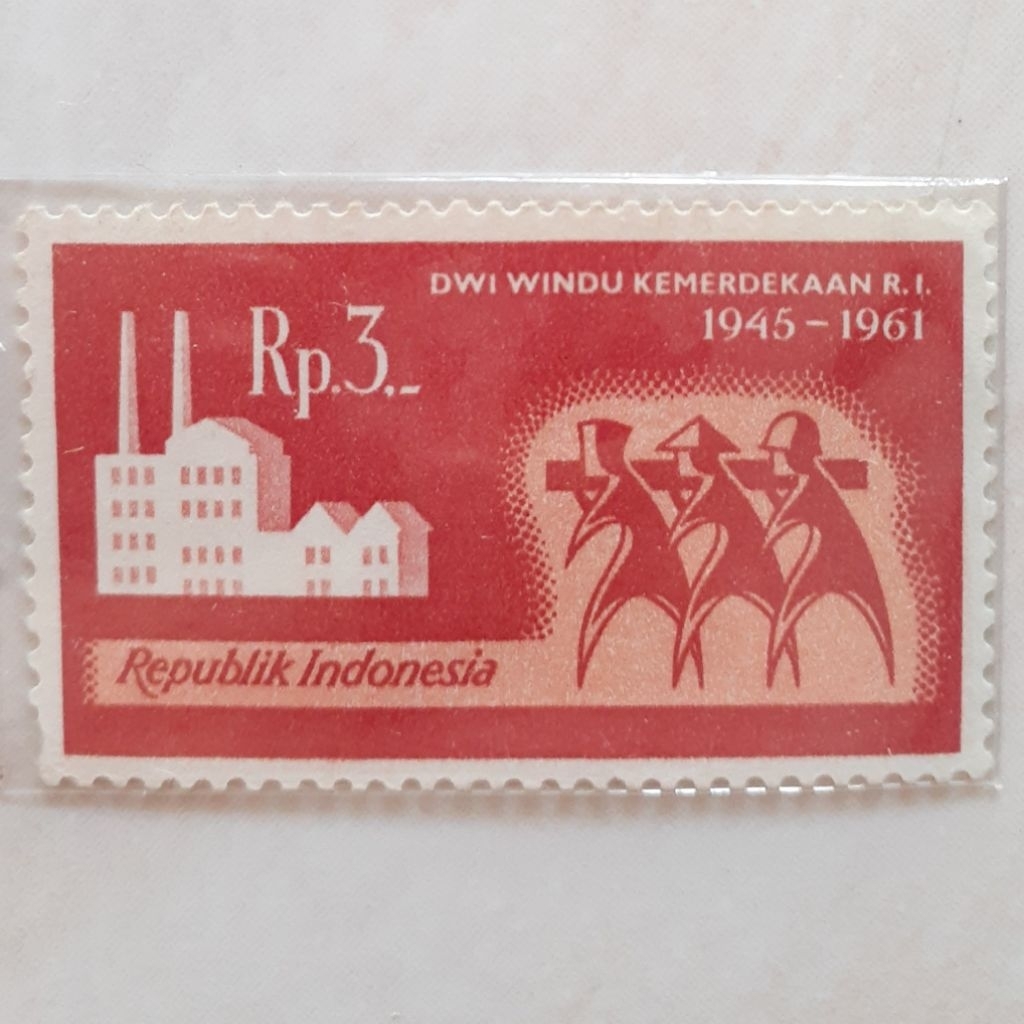 DWI WINDU KEMERDEKAAN R.I.
1945-1961
Rp.3,-
Republik Indonesia